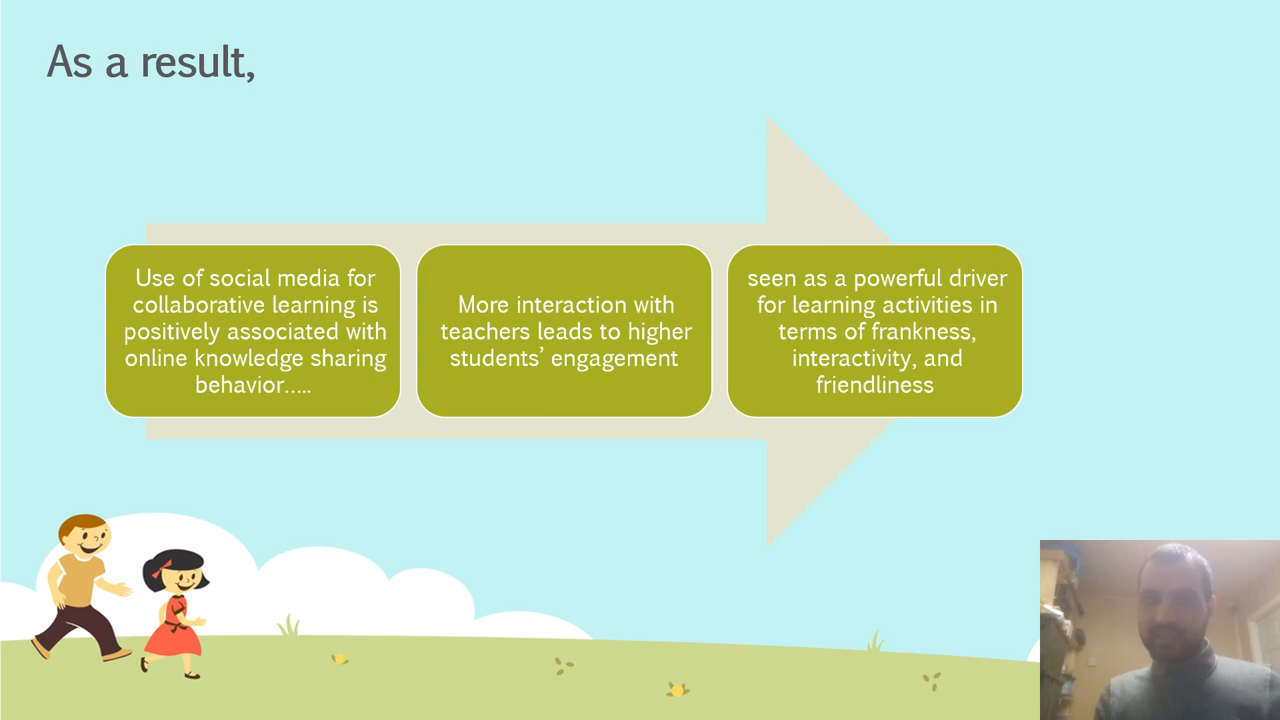 As a result,
Use of social media for
collaborative learning is
positively associated with
online knowledge sharing
behavior.....
More interaction with
teachers leads to higher
students’ engagement
seen as a powerful driver
for learning activities in
terms of frankness,
interactivity, and
friendliness